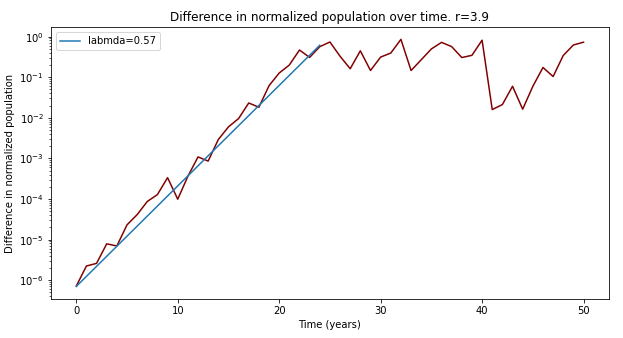 Difference in normalized population over time. r=3.9
labmda=0.57
Difference in normalized population
10⁰
10⁻¹
10⁻²
10⁻³
10⁻⁴
10⁻⁵
10⁻⁶
0 10 20 30 40 50
Time (years)